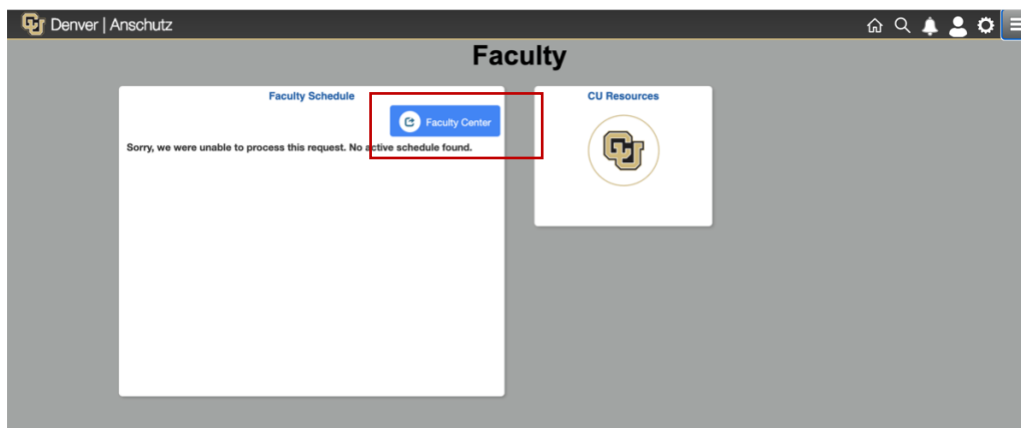 Denver | Anschutz
Faculty
Faculty Schedule
Faculty Center
Sorry, we were unable to process this request. No active schedule found.
CU Resources